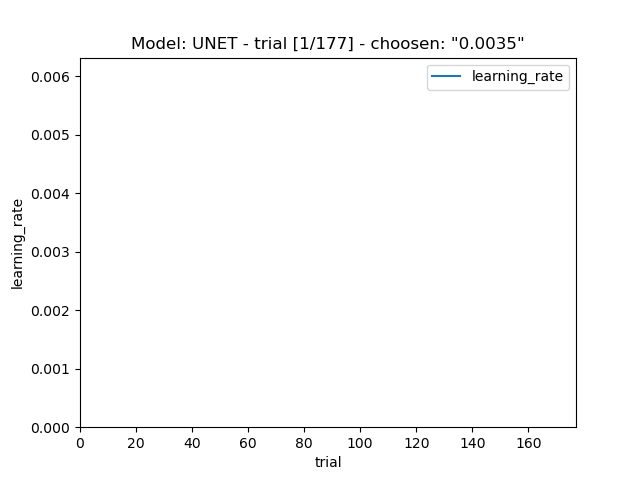 Model: UNET - trial [1/177] - choosen: "0.0035"
learning_rate
0.006
0.005
0.004
0.003
0.002
0.001
0.000
learning_rate
0 20 40 60 80 100 120 140 160
trial